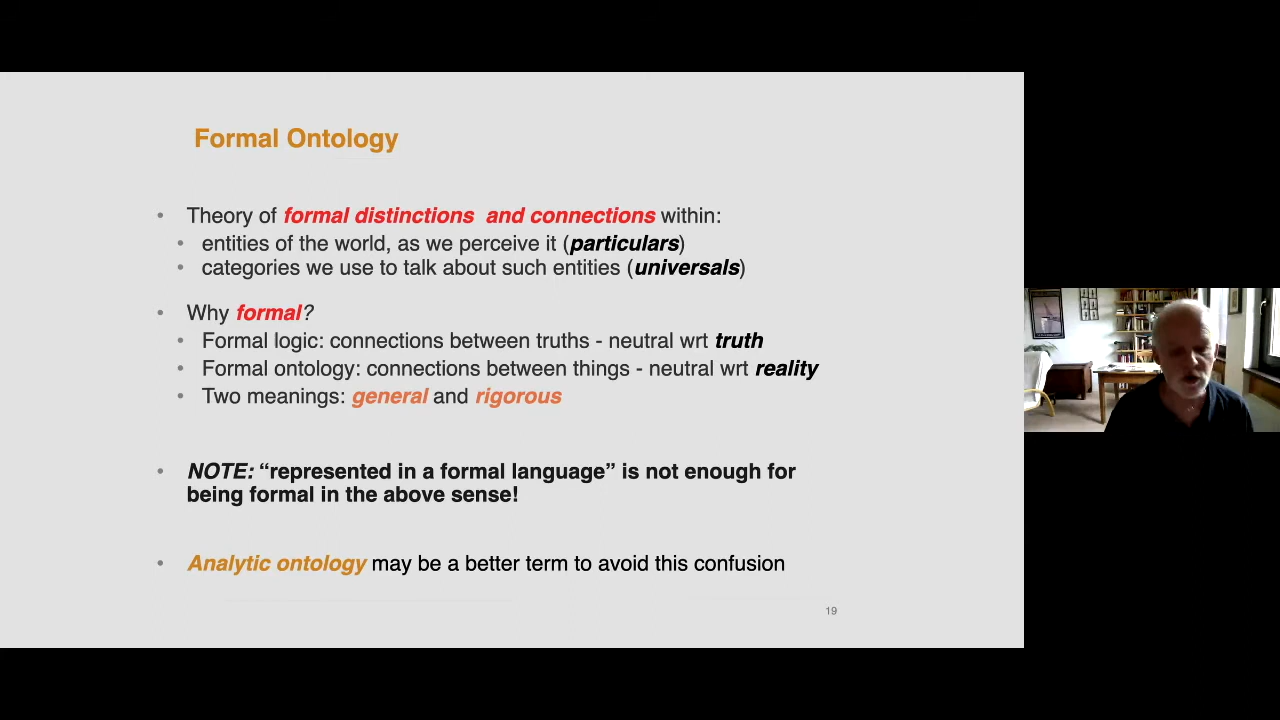 Formal Ontology
• Theory of formal distinctions and connections within:
• entities of the world, as we perceive it (particulars)
• categories we use to talk about such entities (universals)
• Why formal?
• Formal logic: connections between truths - neutral wrt truth
• Formal ontology: connections between things - neutral wrt reality
• Two meanings: general and rigorous
• NOTE: “represented in a formal language” is not enough for
being formal in the above sense!
• Analytic ontology may be a better term to avoid this confusion
19